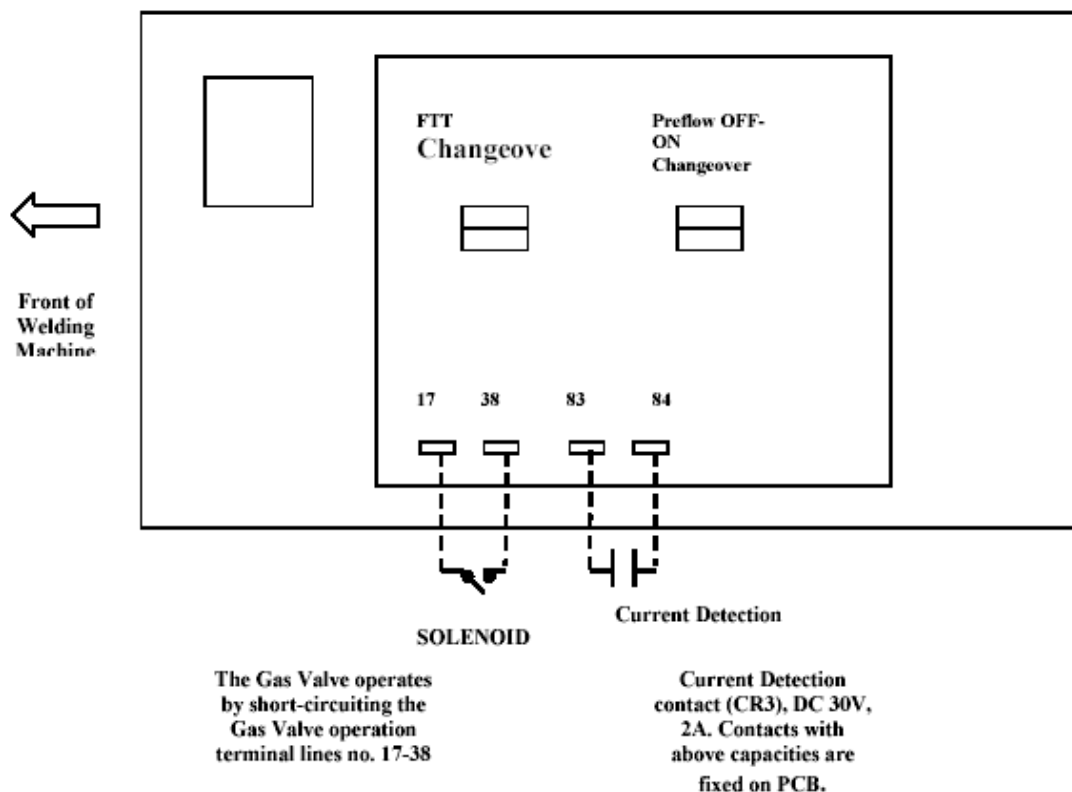 FTT
Changeove
Preflow OFF-
ON
Changeover
Front of
Welding
Machine
17 38 83 84
SOLENOID
Current Detection
The Gas Valve operates
by short-circuiting the
Gas Valve operation
terminal lines no. 17-38
Current Detection
contact (CR3), DC 30V,
2A. Contacts with
above capacities are
fixed on PCB.